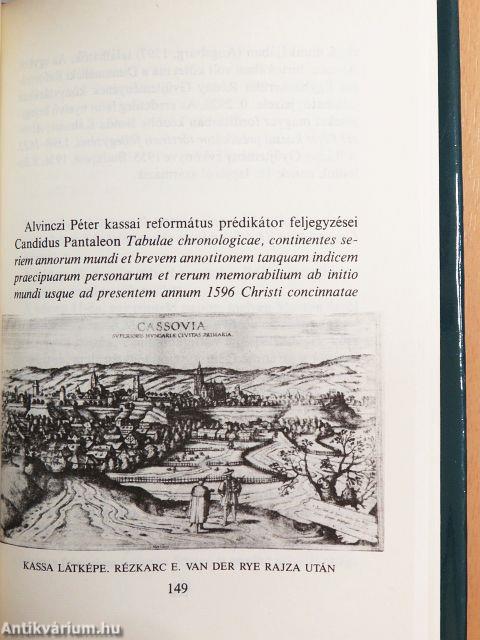 Alvinczi Péter kassai református prédikátor feljegyzései
Candidus Pantaleon Tabulae chronologicae, continentes se-
riem annorum mundi et brevem annotitonem tanquam indicem
praecipuarum personarum et rerum memorabilium ab initio
mundi usque ad presentem annum 1596 Christi concinnatae
CASSOVIA
SUPERIORIS HUNGARIÆ CIVITAS PRIMARIA.
KASSA LÁTKÉPE. RÉZKARC E. VAN DER RYE RAJZA UTÁN
149
Antikvárium.hu